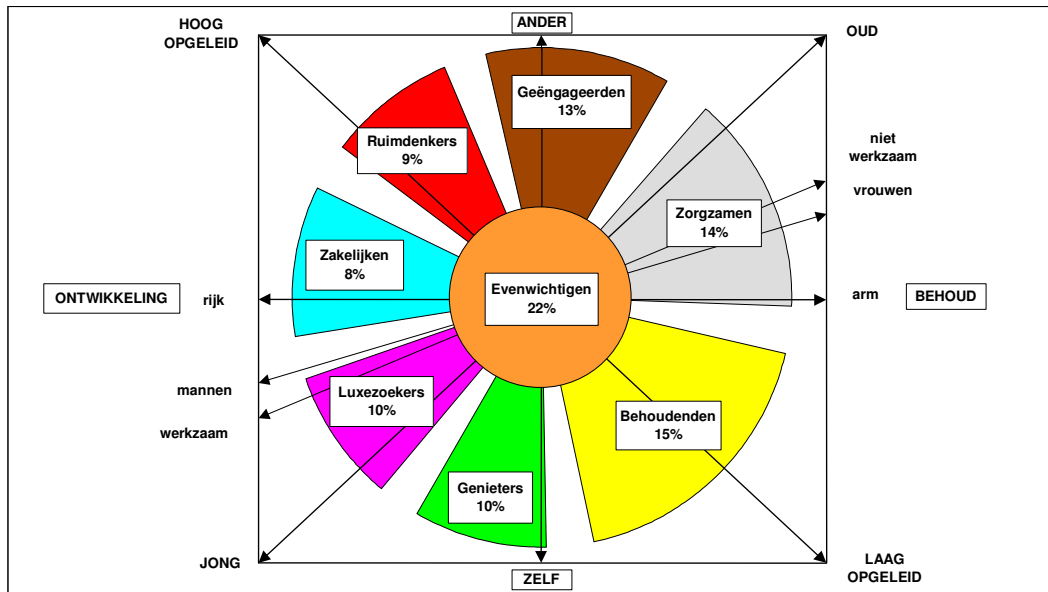 HOOG
OPGELEID
ANDER
OUD
Geëngageerden
13%
Ruimdenkers
9%
niet
werkzaam
vrouwen
Zorgzamen
14%
Zakelijken
8%
Evenwichtigen
22%
ONTWIKKELING
rijk
arm
BEHOUD
mannen
werkzaam
Luxezoekers
10%
Behoudenden
15%
Genieters
10%
JONG
ZELF
LAAG
OPGELEID